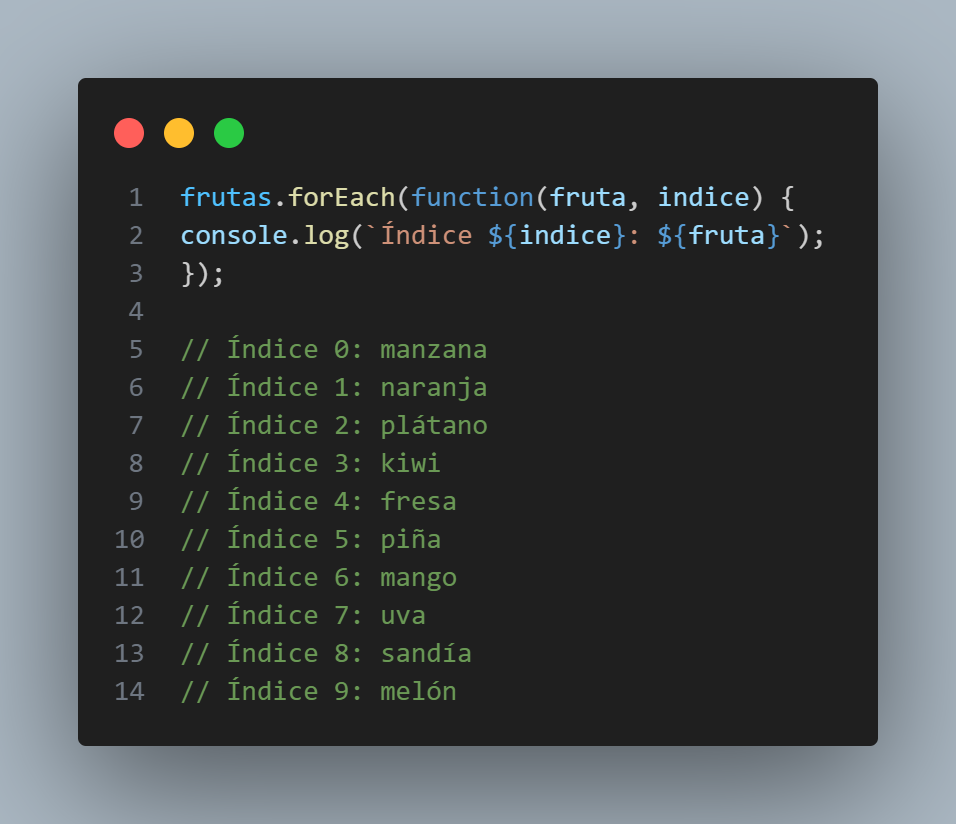 1 frutas.forEach(function(fruta, indice) {
2 console.log(`Índice ${indice}: ${fruta}`);
3 });
4
5 // Índice 0: manzana
6 // Índice 1: naranja
7 // Índice 2: plátano
8 // Índice 3: kiwi
9 // Índice 4: fresa
10 // Índice 5: piña
11 // Índice 6: mango
12 // Índice 7: uva
13 // Índice 8: sandía
14 // Índice 9: melón